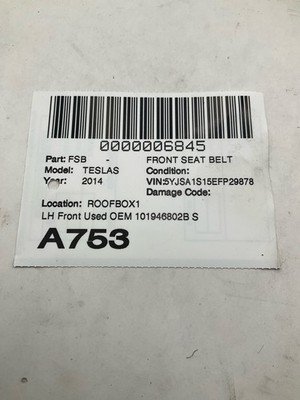 0000006845
Part: FSB - FRONT SEAT BELT
Model: TESLAS Condition:
Year: 2014 VIN:5YJSA1S15EFP29878
Damage Code:
Location: ROOFBOX1
LH Front Used OEM 101946802B S
A753